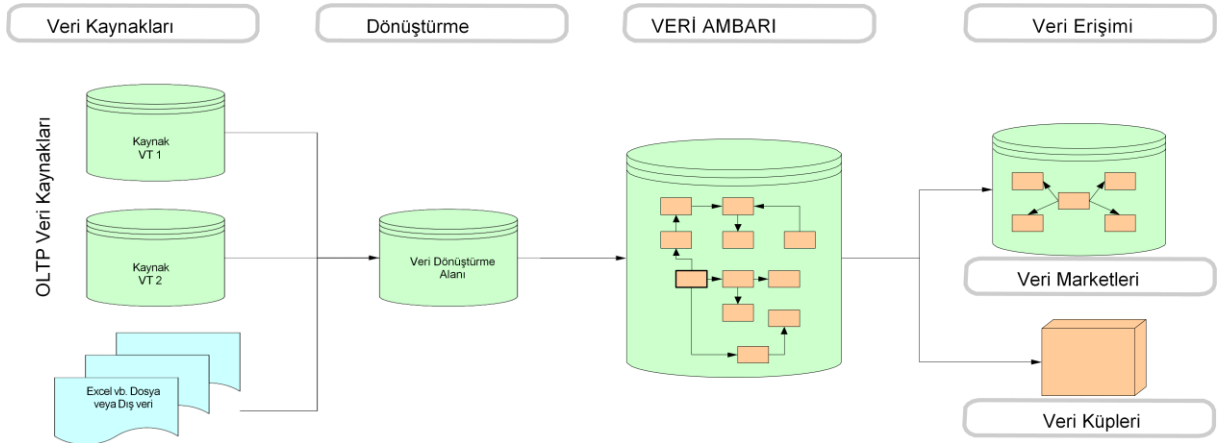 Veri Kaynakları
Dönüştürme
VERİ AMBARI
Veri Erişimi
OLTP Veri Kaynakları
Kaynak
VT 1
Kaynak
VT 2
Excel vb. Dosya
veya Dış veri
Veri Dönüştürme
Alanı
Veri Marketleri
Veri Küpleri